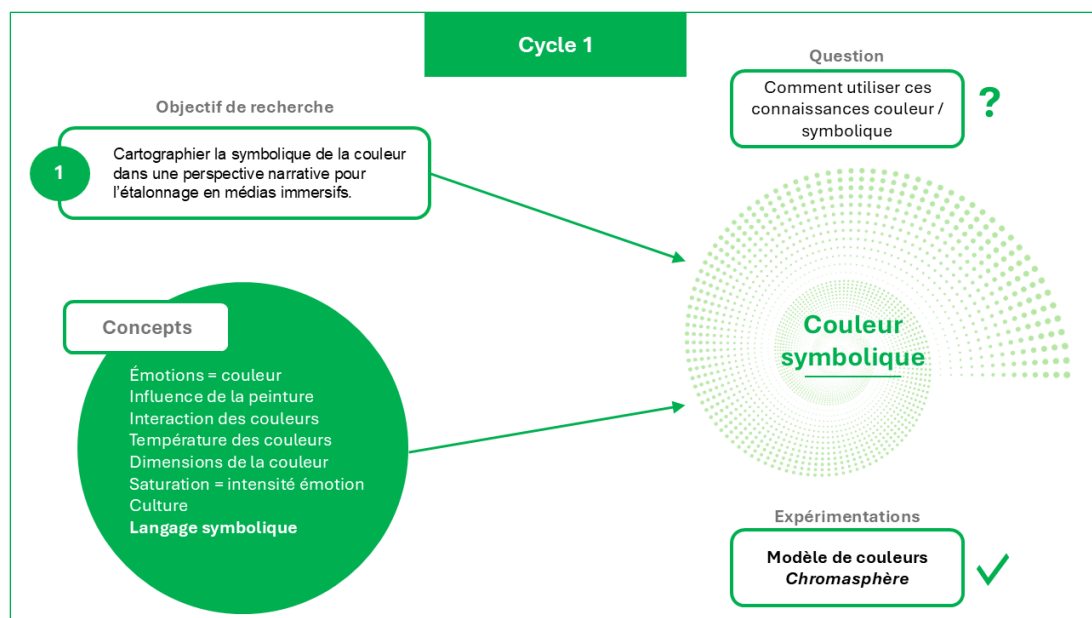 Cycle 1
Objectif de recherche
1
Cartographier la symbolique de la couleur
dans une perspective narrative pour
l'étalonnage en médias immersifs.
Concepts
Émotions = couleur
Influence de la peinture
Interaction des couleurs
Température des couleurs
Dimensions de la couleur
Saturation = intensité émotion
Culture
Langage symbolique
Question
Comment utiliser ces
connaissances couleur /
symbolique
?
Couleur
symbolique
Expérimentations
Modèle de couleurs
Chromasphère